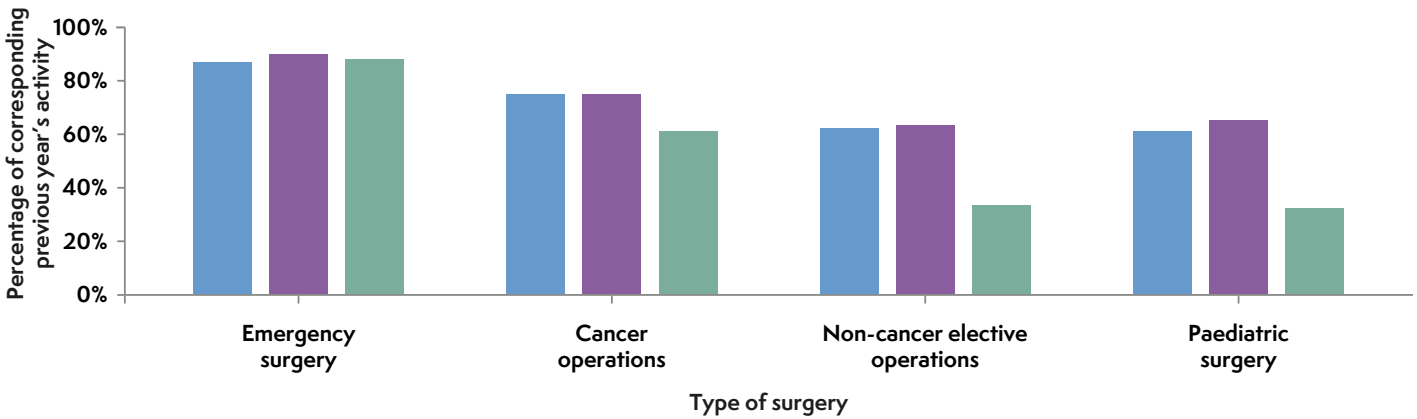 Percentage of corresponding
previous year's activity
100%
80%
60%
40%
20%
0%
Emergency
surgery
Cancer
operations
Non-cancer elective
operations
Paediatric
surgery
Type of surgery